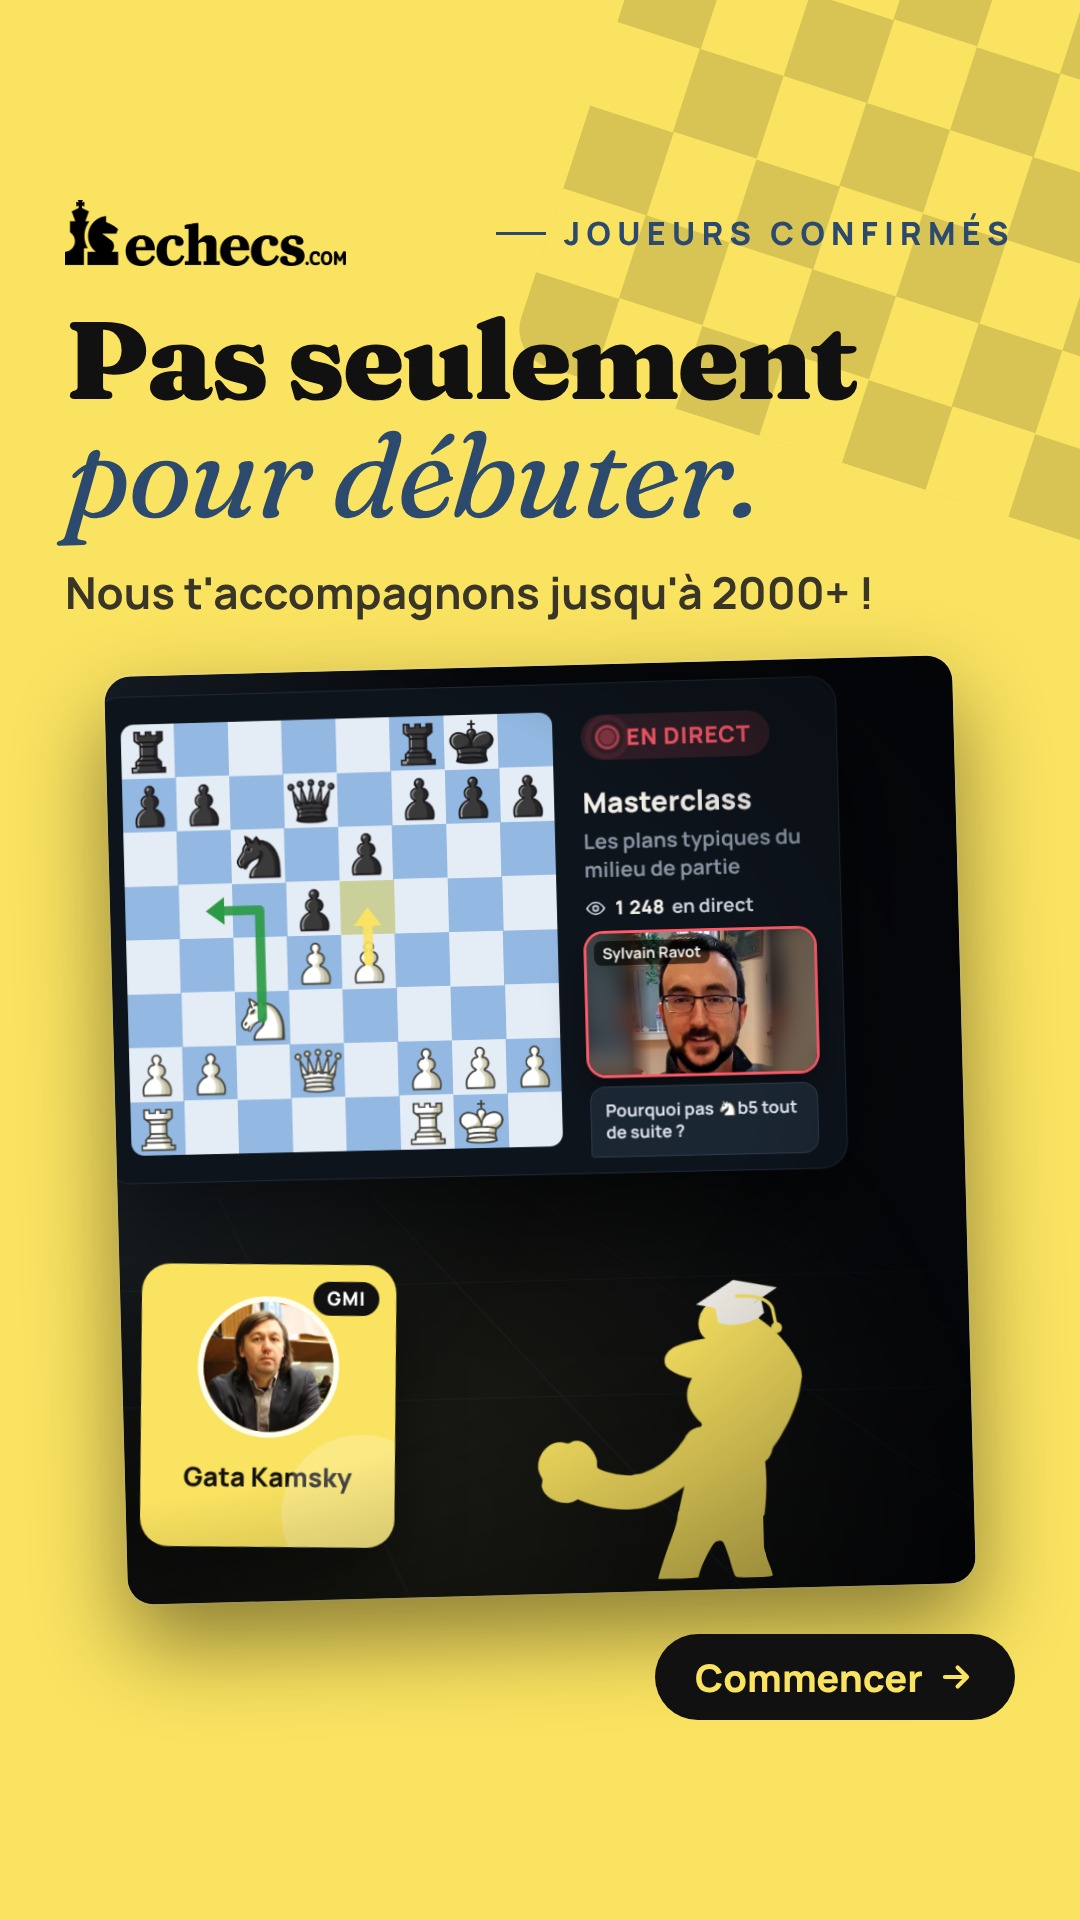 echecs.COM
— JOUEURS CONFIRMÉS
Pas seulement
pour débuter.
Nous t'accompagnons jusqu'à 2000+ !
EN DIRECT
Masterclass
Les plans typiques du
milieu de partie
1 248 en direct
Sylvain Ravot
Pourquoi pas ♞b5 tout
de suite ?
GMI
Gata Kamsky
Commencer →